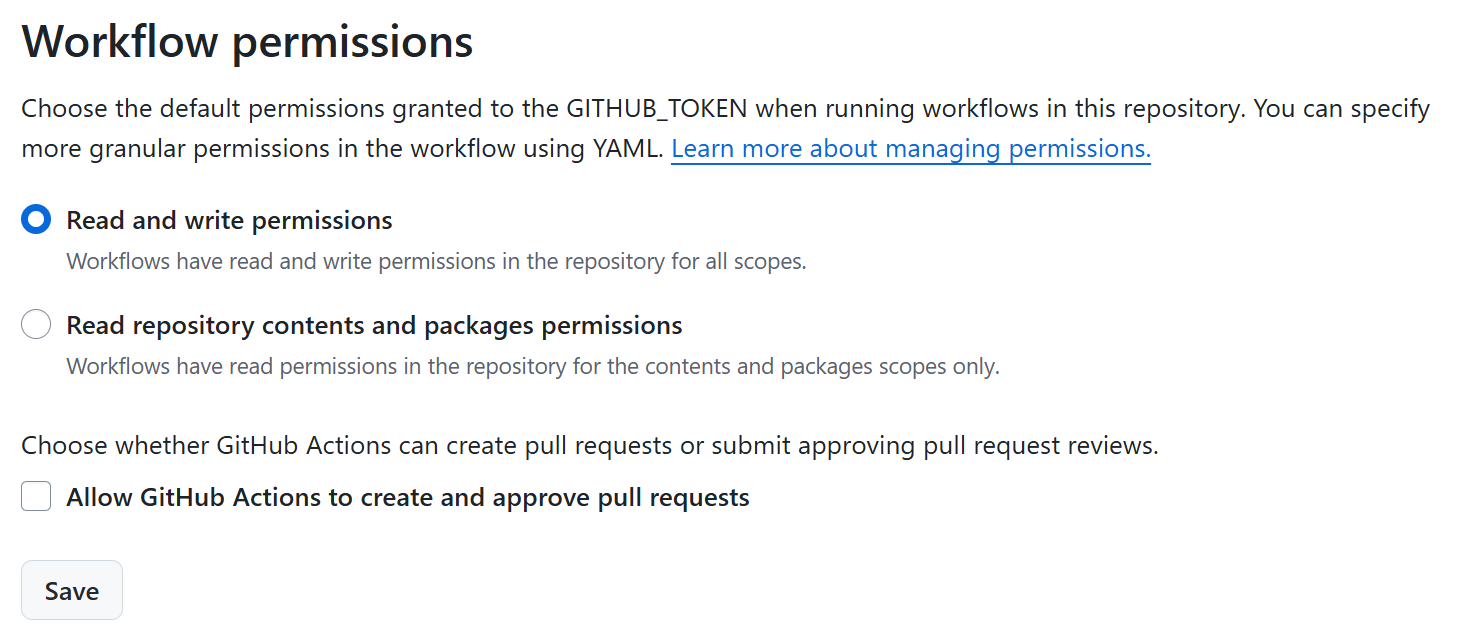 Workflow permissions
Choose the default permissions granted to the GITHUB_TOKEN when running workflows in this repository. You can specify
more granular permissions in the workflow using YAML. Learn more about managing permissions.
Read and write permissions
Workflows have read and write permissions in the repository for all scopes.
Read repository contents and packages permissions
Workflows have read permissions in the repository for the contents and packages scopes only.
Choose whether GitHub Actions can create pull requests or submit approving pull request reviews.
Allow GitHub Actions to create and approve pull requests
Save